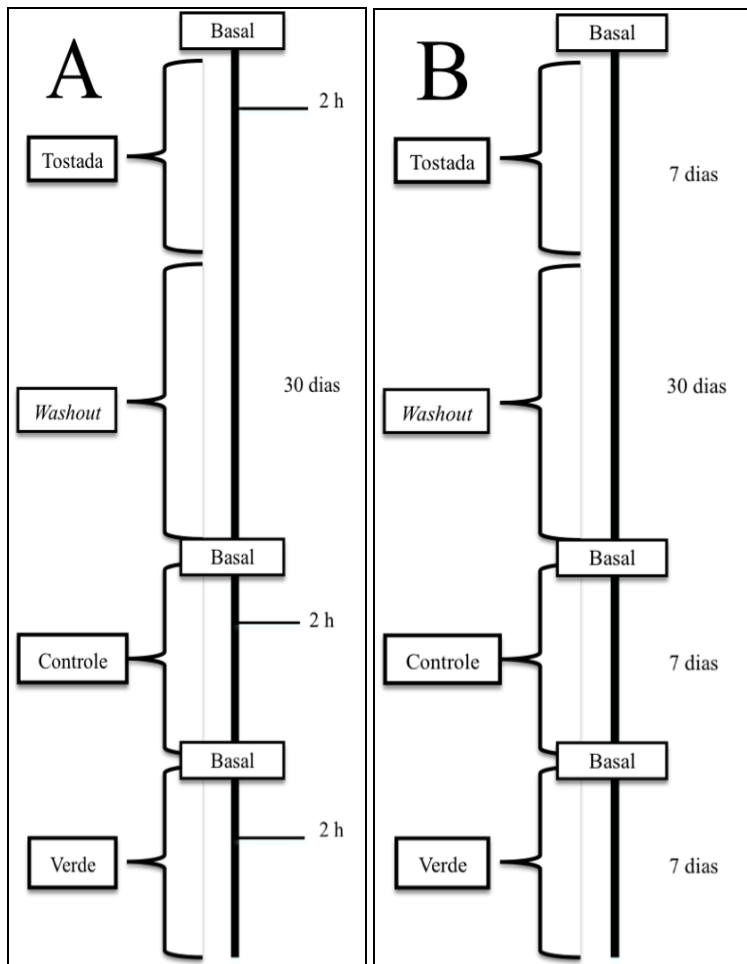 A
Basal
2 h
Tostada
30 dias
Washout
Basal
2 h
Controle
Basal
2 h
Verde
B
Basal
Tostada
7 dias
30 dias
Washout
Basal
Controle
7 dias
Basal
Verde
7 dias